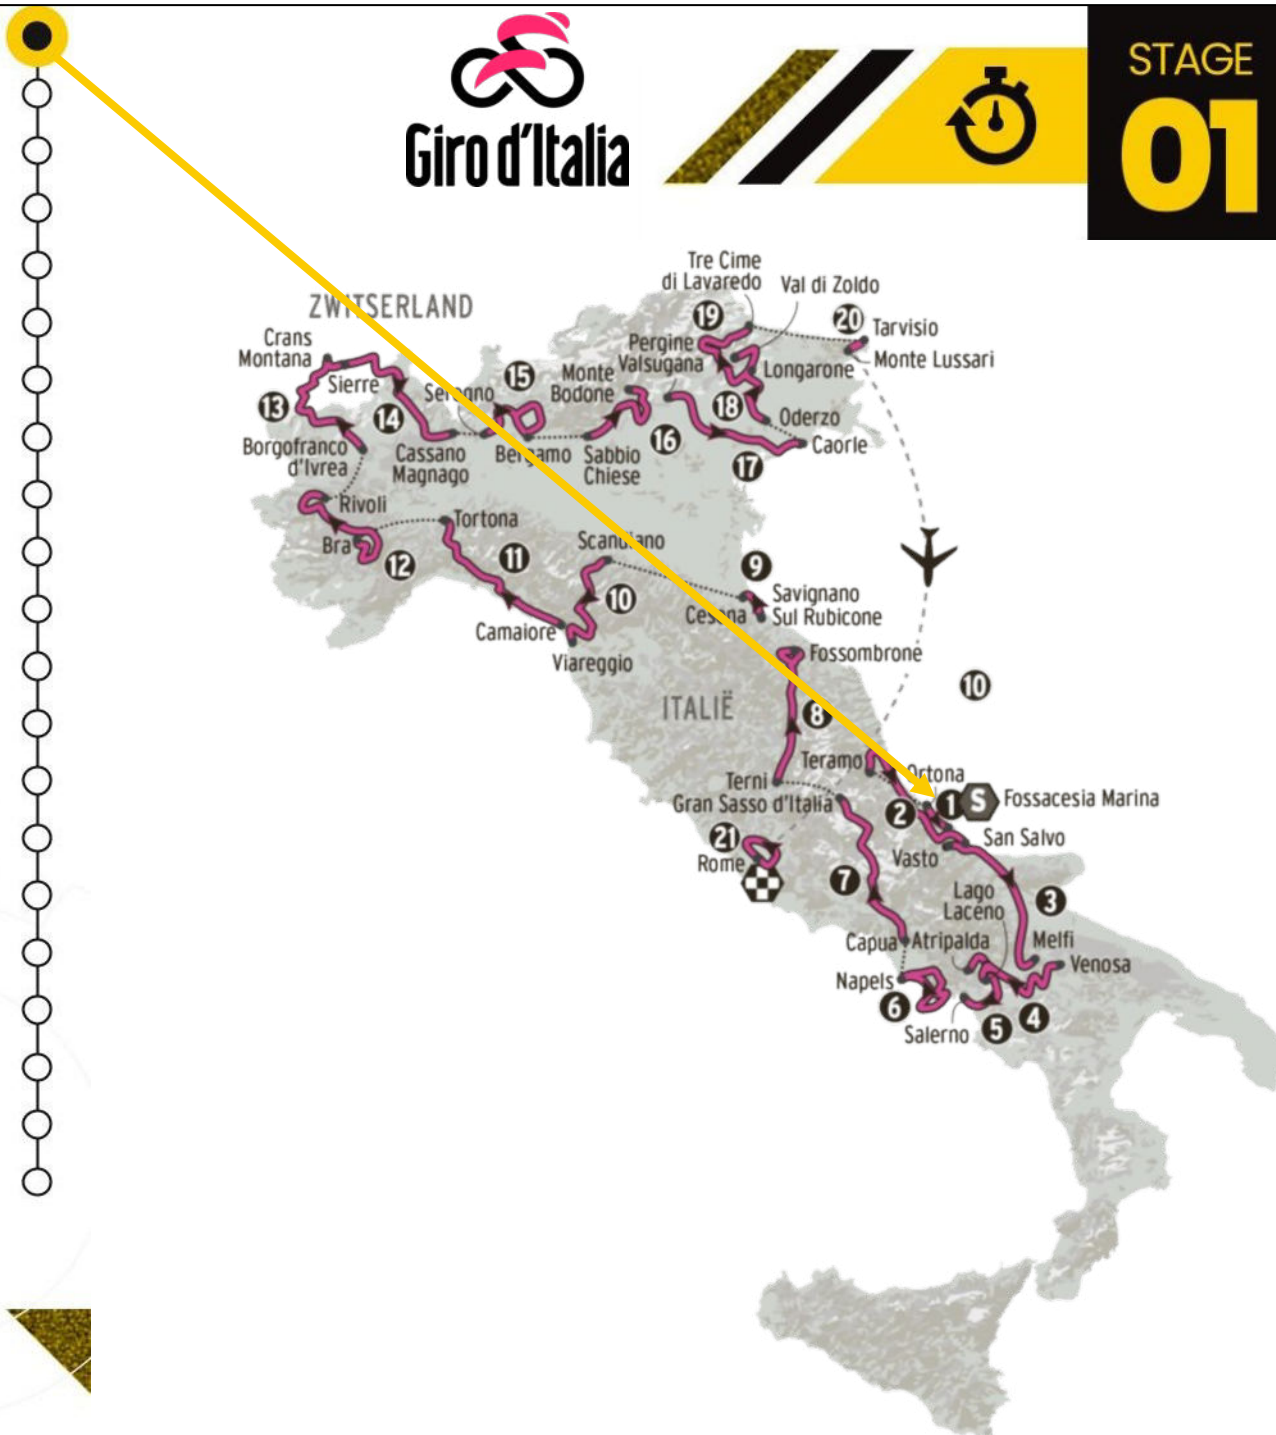 Giro d'Italia
STAGE
01
Tre Cime
di Lavaredo
Val di Zoldo
ZWITSERLAND
19
20
Tarvisio
Crans
Montana
Pergine
Valsugana
Monte Lussari
Sierre
Seregno
15
Monte
Bodone
Longarone
13
14
18
Oderzo
16
Borgofranco
d'Ivrea
Cassano
Magnago
Bergamo
Sabbio
Chiese
17
Caorle
Rivoli
Tortona
Bra
12
11
Scandiano
9
10
Savignano
Sul Rubicone
Cesena
Camaiore
Viareggio
Fossombrone
10
ITALIË
8
Teramo
Ortona
Terni
Gran Sasso d'Italia
2
1
S
Fossacesia Marina
21
Rome
San Salvo
Vasto
7
Lago
Laceno
3
Capua
Atripalda
Melfi
Venosa
Napels
6
Salerno
5
4